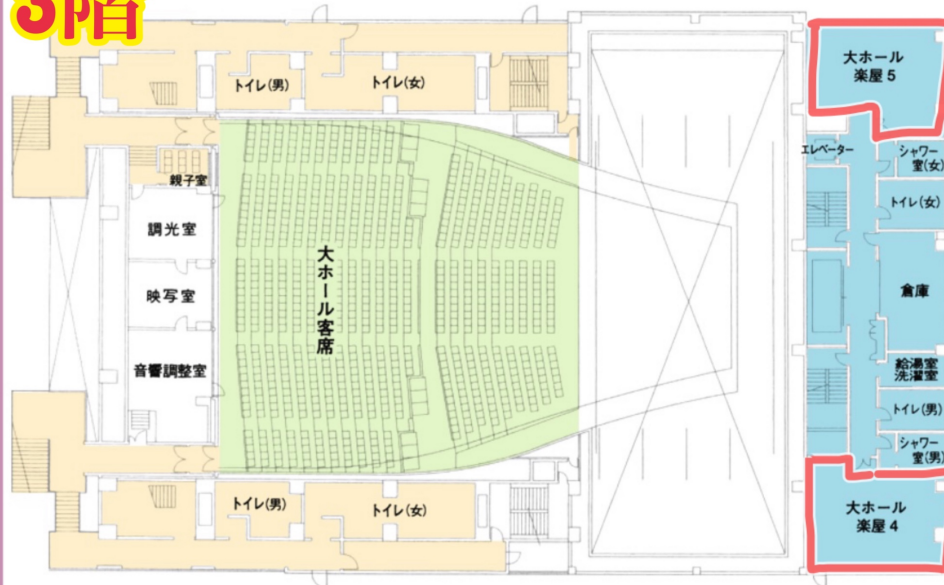 3階
大ホール
楽屋 5
トイレ(男)
トイレ(女)
エレベーター
シャワー
室(女)
親子室
トイレ(女)
調光室
大ホール客席
映写室
倉庫
音響調整室
給湯室
洗濯室
トイレ(男)
シャワー
室(男)
トイレ(男)
トイレ(女)
大ホール
楽屋 4